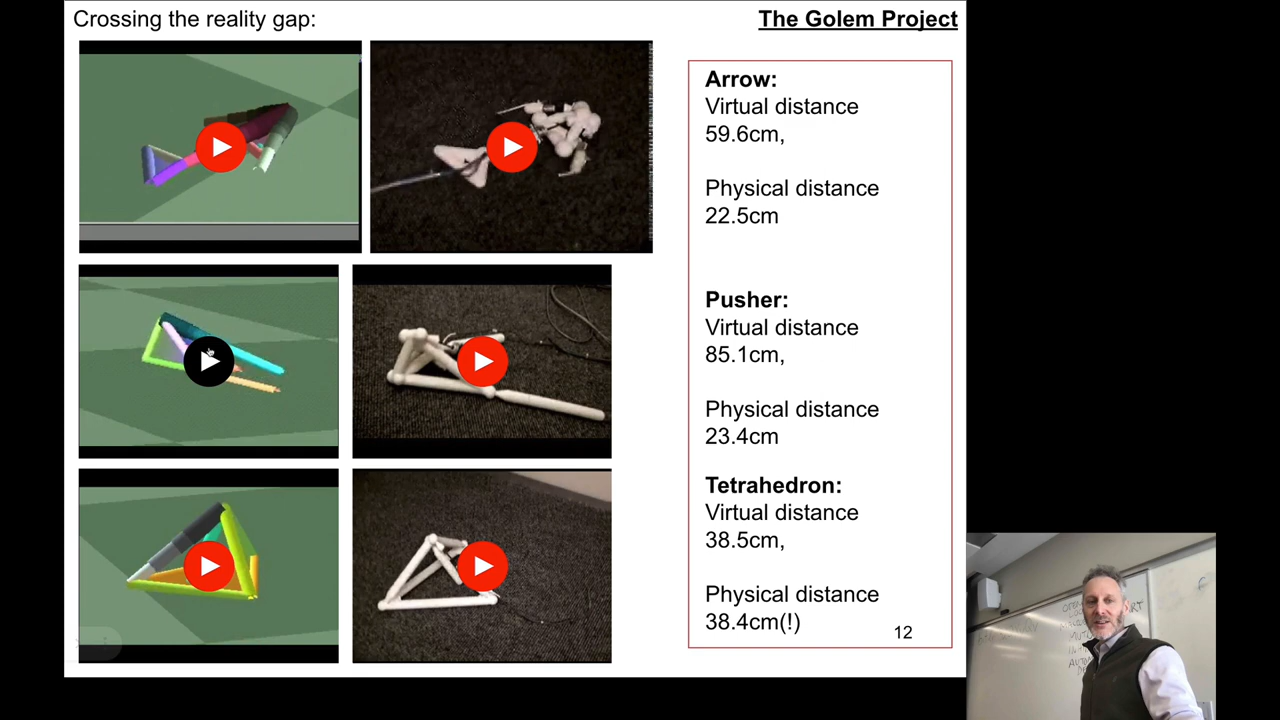 Crossing the reality gap:
The Golem Project
Arrow:
Virtual distance
59.6cm,
Physical distance
22.5cm
Pusher:
Virtual distance
85.1cm,
Physical distance
23.4cm
Tetrahedron:
Virtual distance
38.5cm,
Physical distance
38.4cm(!)
12